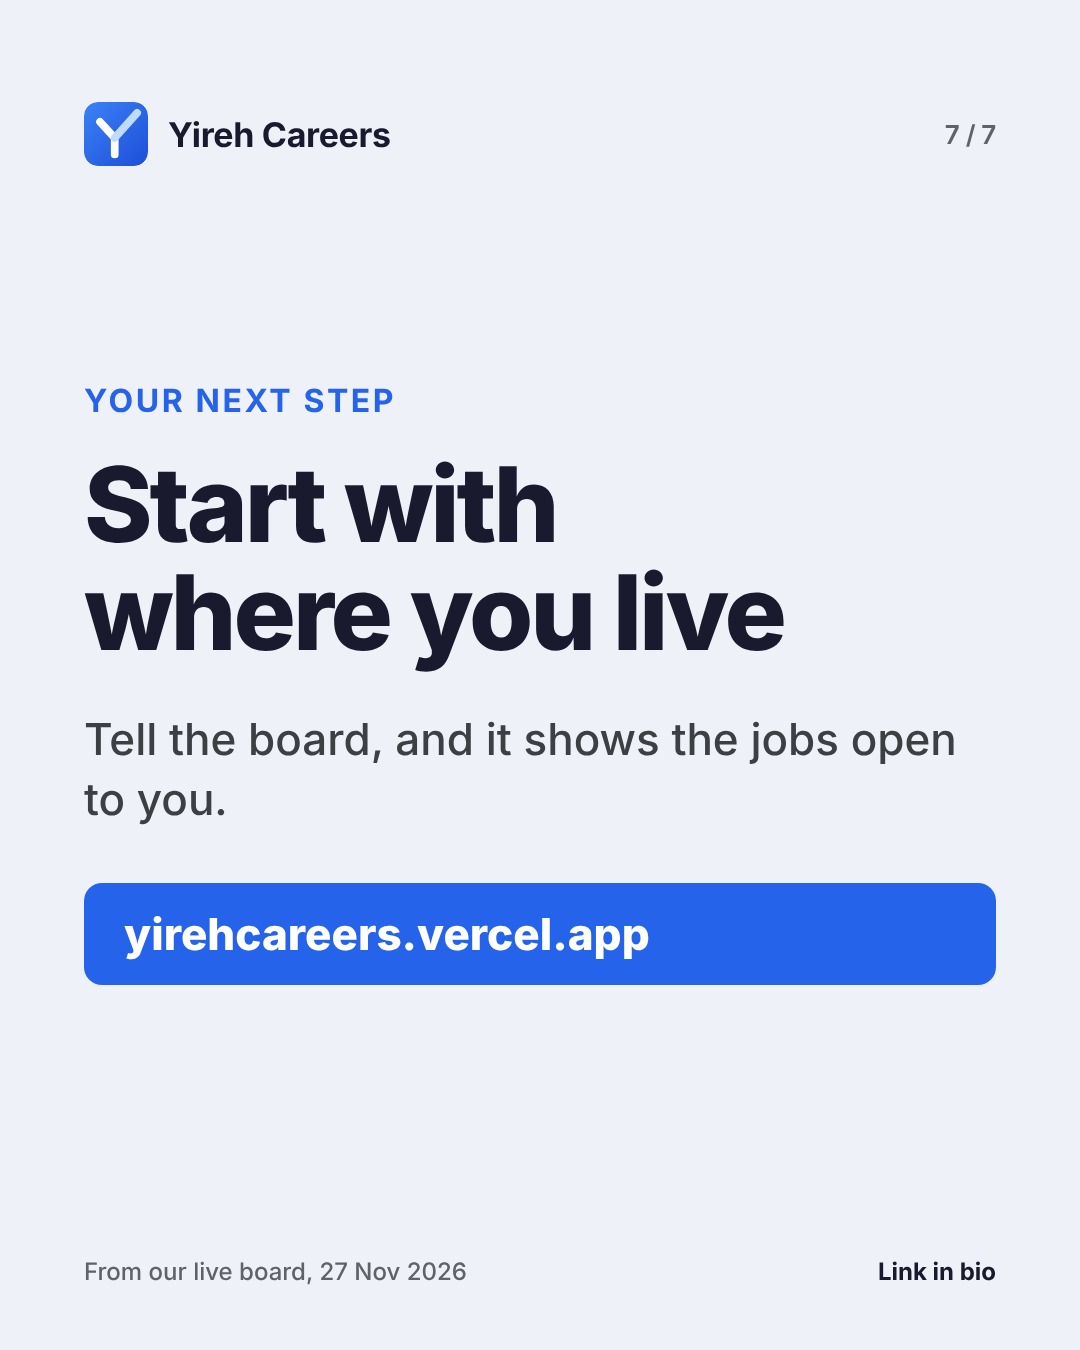 Yireh Careers
7 / 7
YOUR NEXT STEP
Start with
where you live
Tell the board, and it shows the jobs open
to you.
yirehcareers.vercel.app
From our live board, 27 Nov 2026
Link in bio